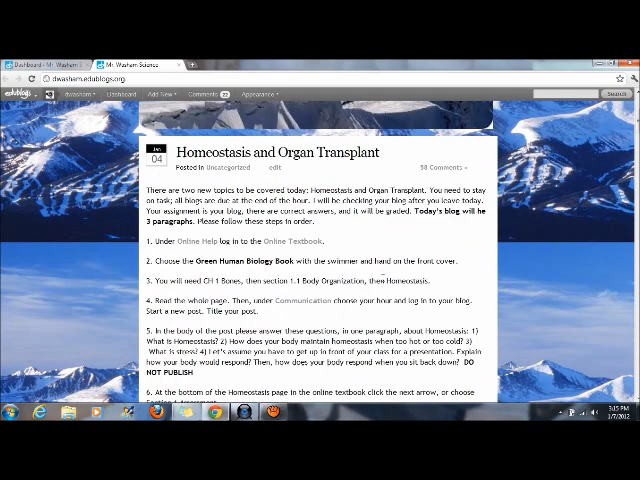 Dashboard - Mr. Washam S
Mr. Washam Science
dwasham.edublogs.org
edublogs dwasham Dashboard Add New Comments 22 Appearance Search
Jan
04
Homeostasis and Organ Transplant
Posted in Uncategorized edit 58 Comments »
There are two new topics to be covered today: Homeostasis and Organ Transplant. You need to stay
on task; all blogs are due at the end of the hour. I will be checking your blog after you leave today.
Your assignment is your blog, there are correct answers, and it will be graded. Today's blog will be
3 paragraphs. Please follow these steps in order.
1. Under Online Help log in to the Online Textbook.
2. Choose the Green Human Biology Book with the swimmer and hand on the front cover.
3. You will need CH 1 Bones, then section 1.1 Body Organization, then Homeostasis.
4. Read the whole page. Then, under Communication choose your hour and log in to your blog.
Start a new post. Title your post.
5. In the body of the post please answer these questions, in one paragraph, about Homeostasis: 1)
What is Homeostasis? 2) How does your body maintain homeostasis when too hot or too cold? 3)
What is stress? 4) Let's assume you have to get up in front of your class for a presentation. Explain
how your body would respond? Then, how does your body respond when you sit back down? DO
NOT PUBLISH
6. At the bottom of the Homeostasis page in the online textbook click the next arrow, or choose
3:15 PM
1/7/2012